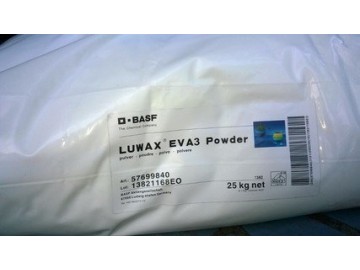 BASF
The Chemical Company
LUWAX® EVA3 Powder
Art. 57699840
Lot. 13821168EO
25 kg net